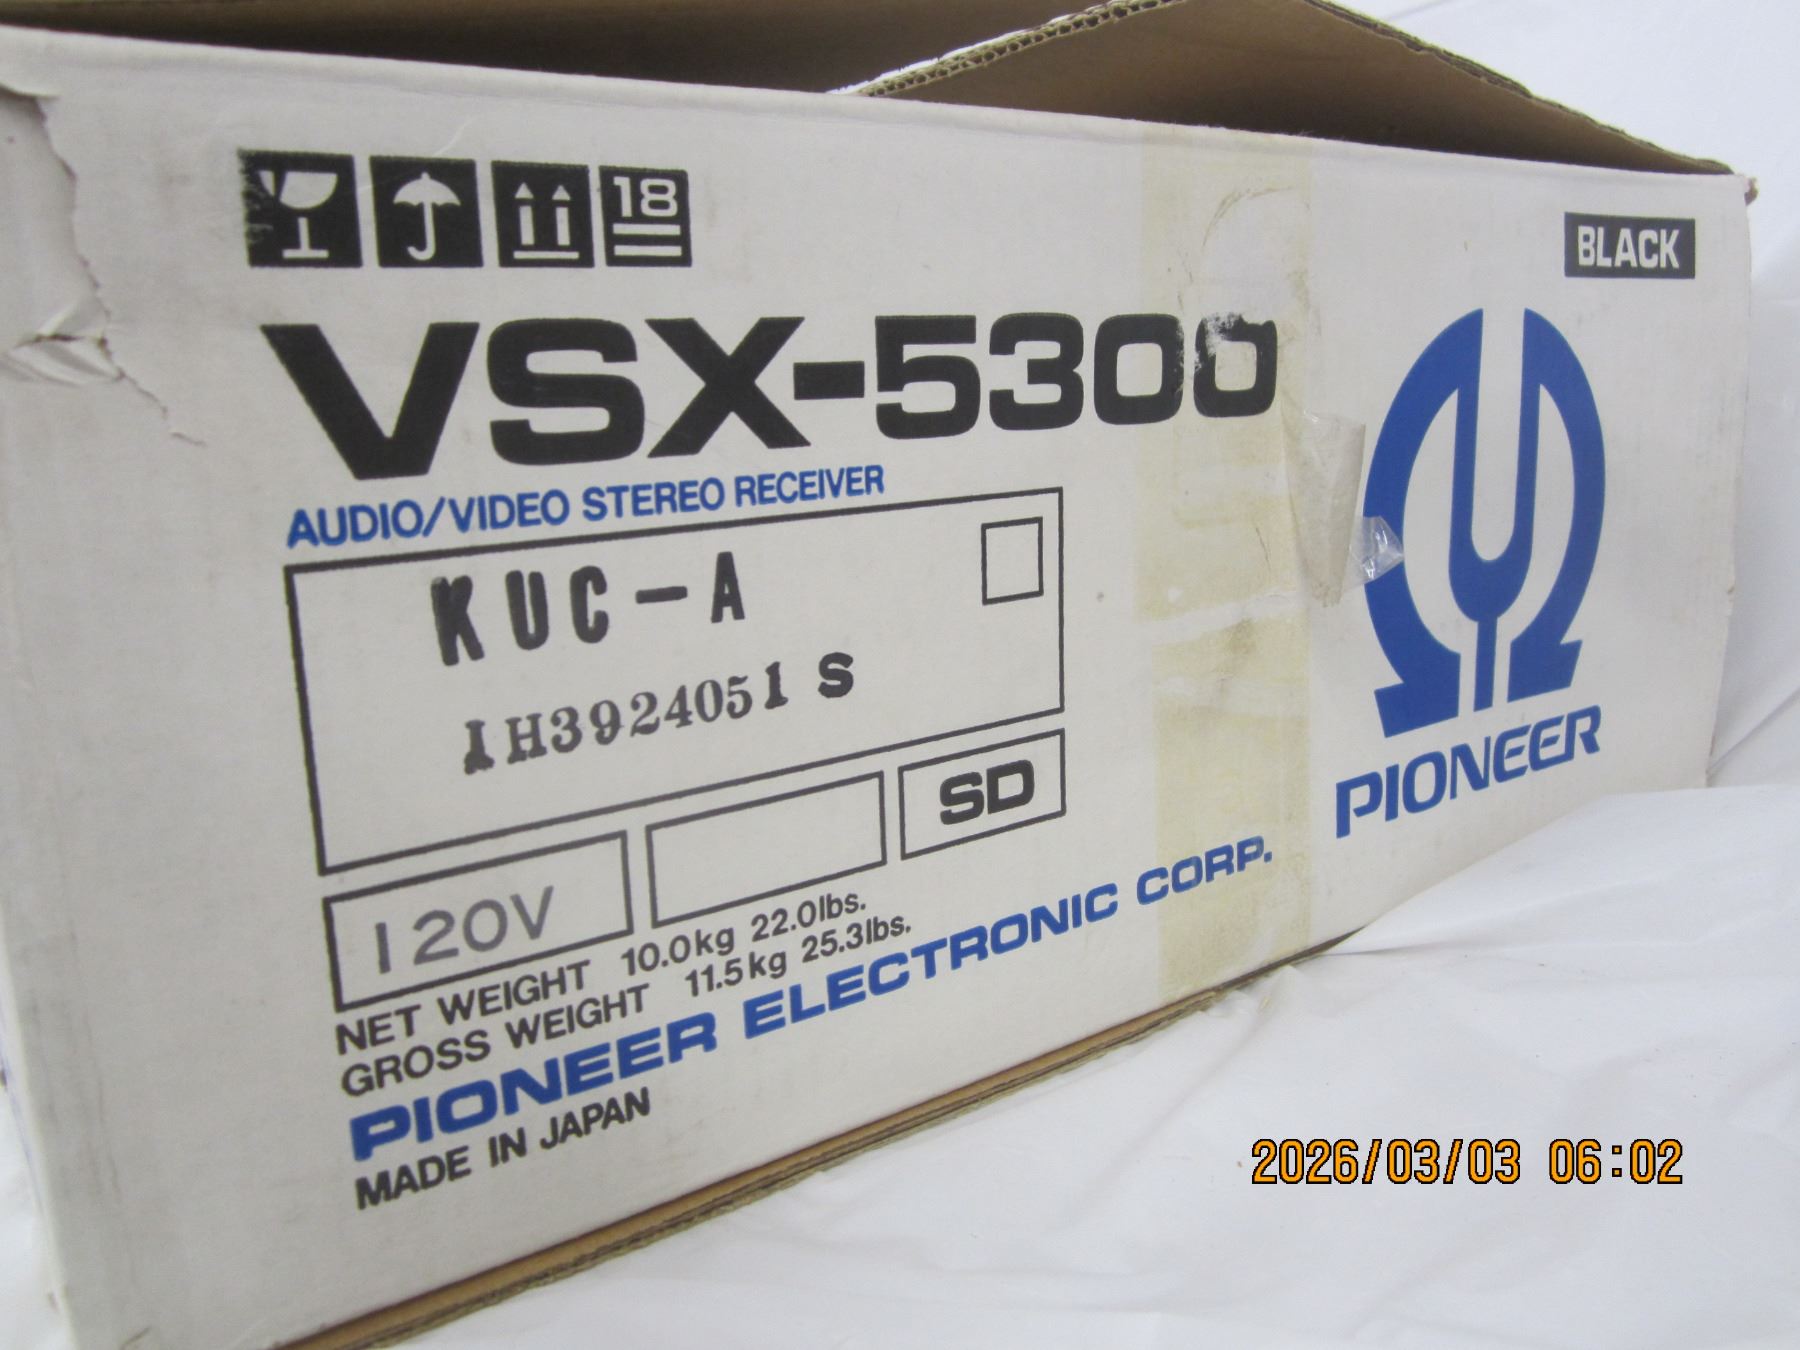 18
BLACK
VSX-5300
AUDIO/VIDEO STEREO RECEIVER
KUC-A
1H3924051 S
SD
120V
NET WEIGHT 10.0kg 22.0lbs.
GROSS WEIGHT 11.5kg 25.3lbs.
PIONEER
PIONEER ELECTRONIC CORP.
MADE IN JAPAN
2026/03/03 06:02